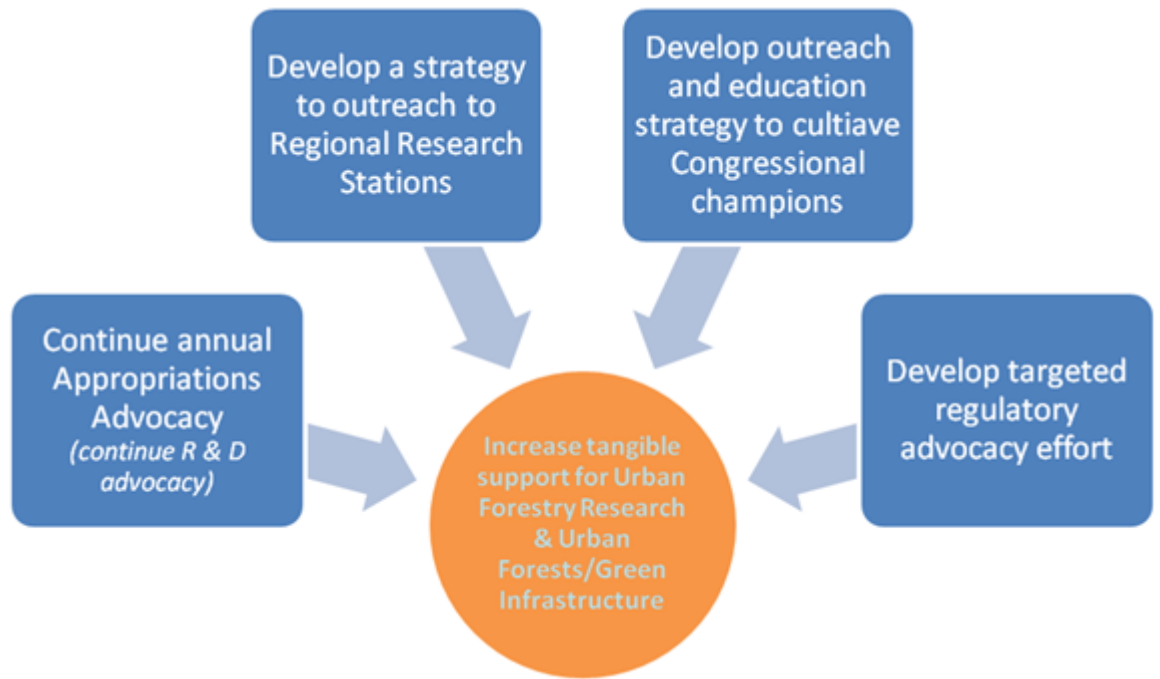 Develop a strategy
to outreach to
Regional Research
Stations
Develop outreach
and education
strategy to cultiave
Congressional
champions
Continue annual
Appropriations
Advocacy
(continue R & D
advocacy)
Develop targeted
regulatory
advocacy effort
Increase tangible
support for Urban
Forestry Research
& Urban
Forests/Green
Infrastructure